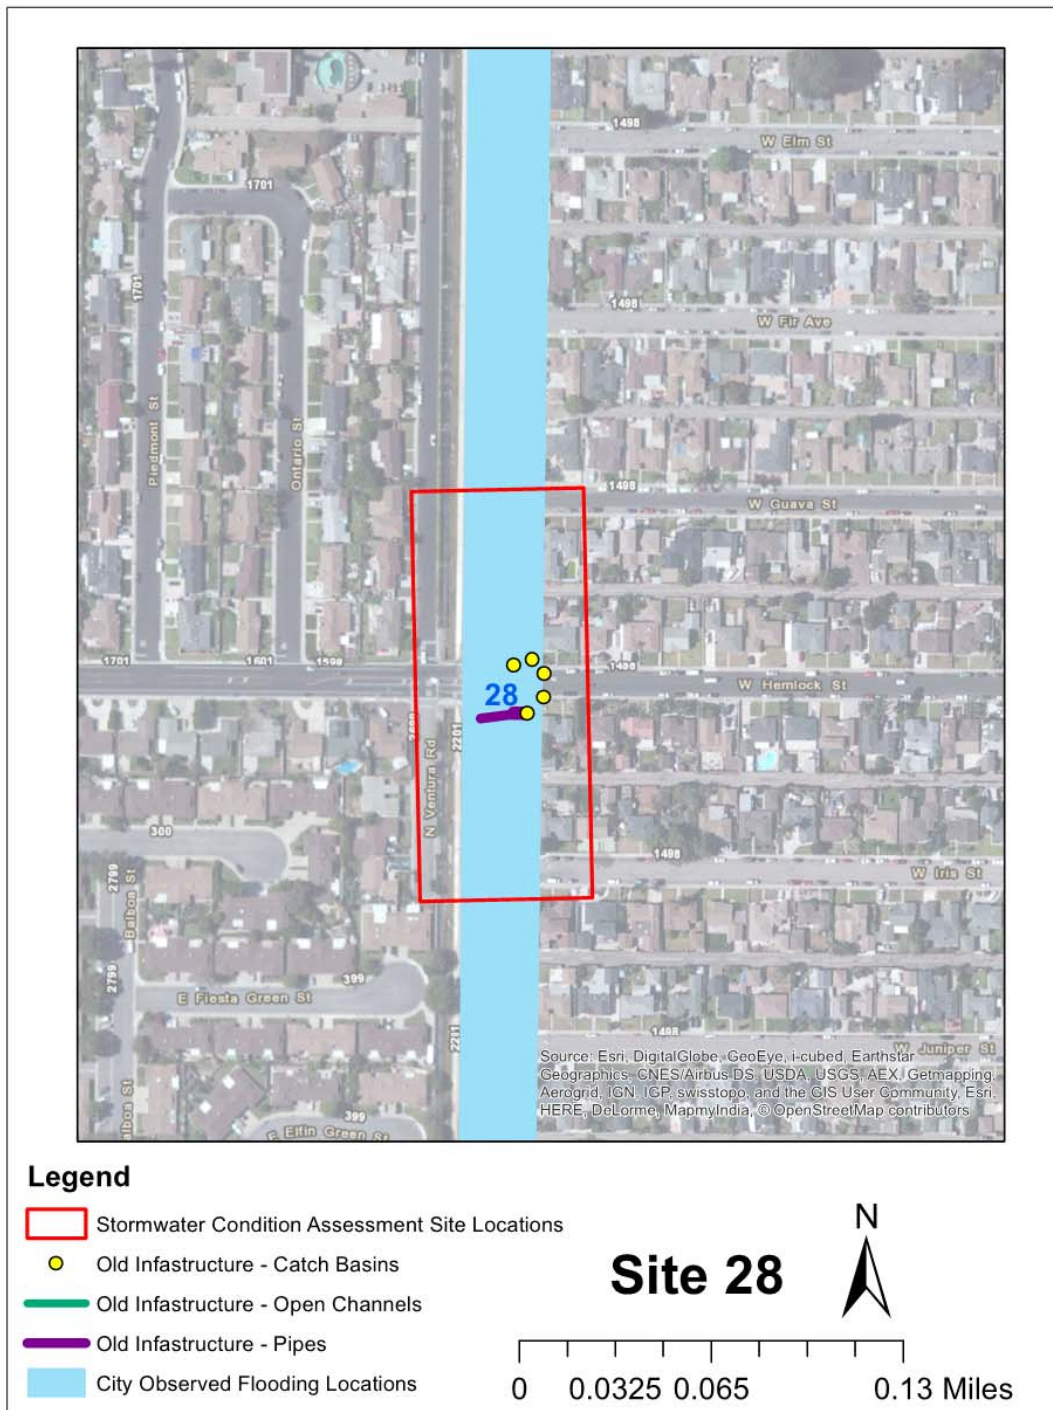 1498
W Elm St
1701
1701
1498
W Fir Ave
Piedmont St
Ontario St
1498
W Guava St
1701
1601
1598
1498
W Hemlock St
28
2201
N Ventura Rd
300
1498
W Iris St
2799
Balboa St
2799
399
E Fiesta Green St
2211
1498
W Juniper St
Source: Esri, DigitalGlobe, GeoEye, i-cubed, Earthstar
Geographics, CNES/Airbus DS, USDA, USGS, AEX, Getmapping,
Aerogrid, IGN, IGP, swisstopo, and the GIS User Community, Esri,
HERE, DeLorme, MapmyIndia, © OpenStreetMap contributors
399
E Elfin Green St
Legend
Stormwater Condition Assessment Site Locations
Old Infastructure - Catch Basins
Old Infastructure - Open Channels
Old Infastructure - Pipes
City Observed Flooding Locations
Site 28
N
0 0.0325 0.065 0.13 Miles